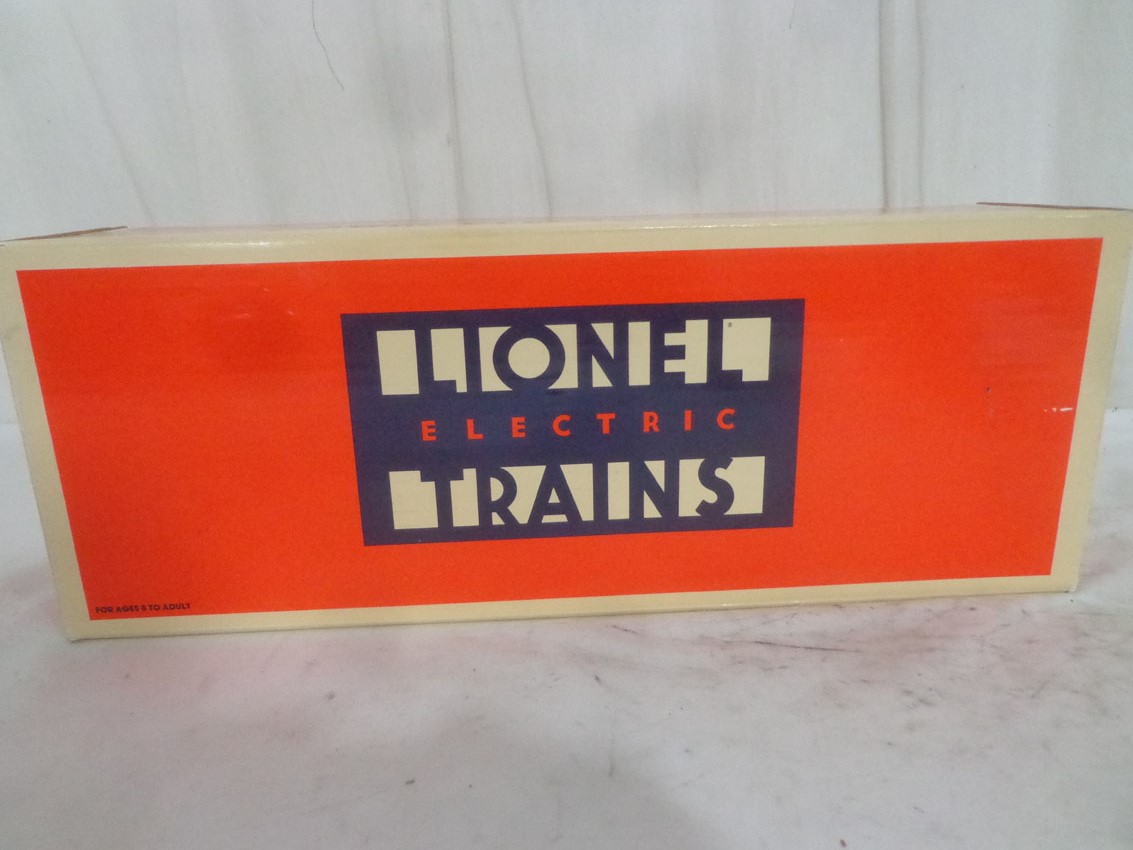 LIONEL®
ELECTRIC
TRAINS
FOR AGES 8 TO ADULT